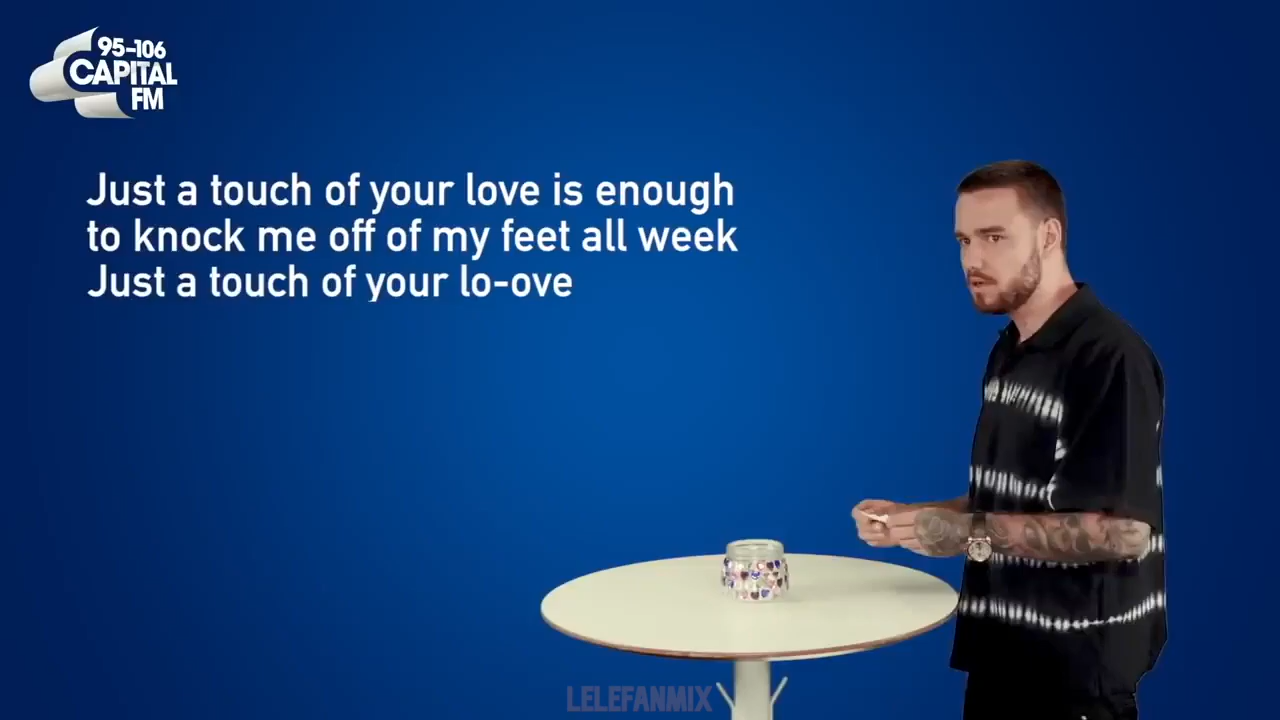 95-106
CAPITAL
FM
Just a touch of your love is enough
to knock me off of my feet all week
Just a touch of your lo-ove
LELEFANMIX